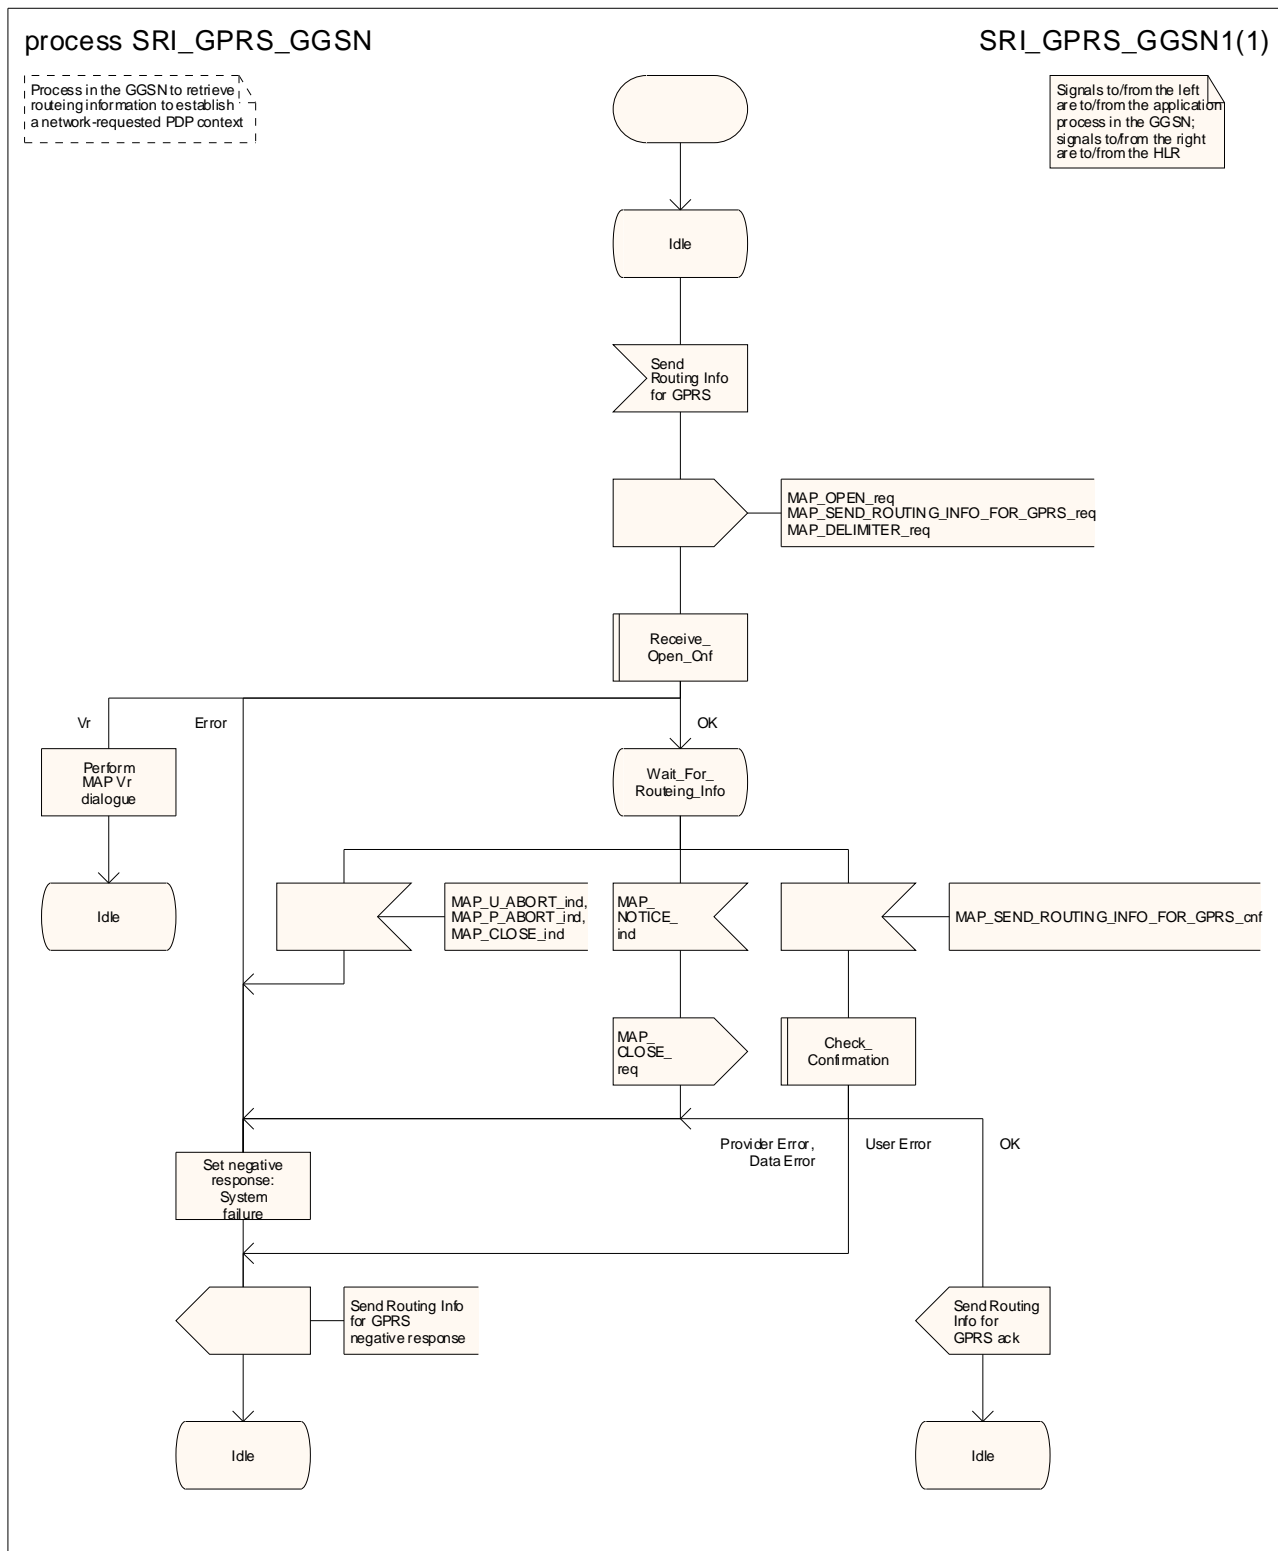 process SRI_GPRS_GGSN
SRI_GPRS_GGSN1(1)
Process in the GGSN to retrieve
routeing information to establish
a network-requested PDP context
Signals to/from the left
are to/from the application
process in the GGSN;
signals to/from the right
are to/from the HLR
Idle
Send
Routing Info
for GPRS
MAP_OPEN_req
MAP_SEND_ROUTING_INFO_FOR_GPRS_req
MAP_DELIMITER_req
Receive_
Open_Cnf
Vr
Error
OK
Perform
MAP Vr
dialogue
Wait_For_
Routeing_Info
Idle
MAP_U_ABORT_ind,
MAP_P_ABORT_ind,
MAP_CLOSE_ind
MAP_
NOTICE_
ind
MAP_SEND_ROUTING_INFO_FOR_GPRS_cnf
MAP_
CLOSE_
req
Check_
Confirmation
Provider Error,
Data Error
User Error
OK
Set negative
response:
System
failure
Send Routing Info
for GPRS
negative response
Send Routing
Info for
GPRS ack
Idle
Idle